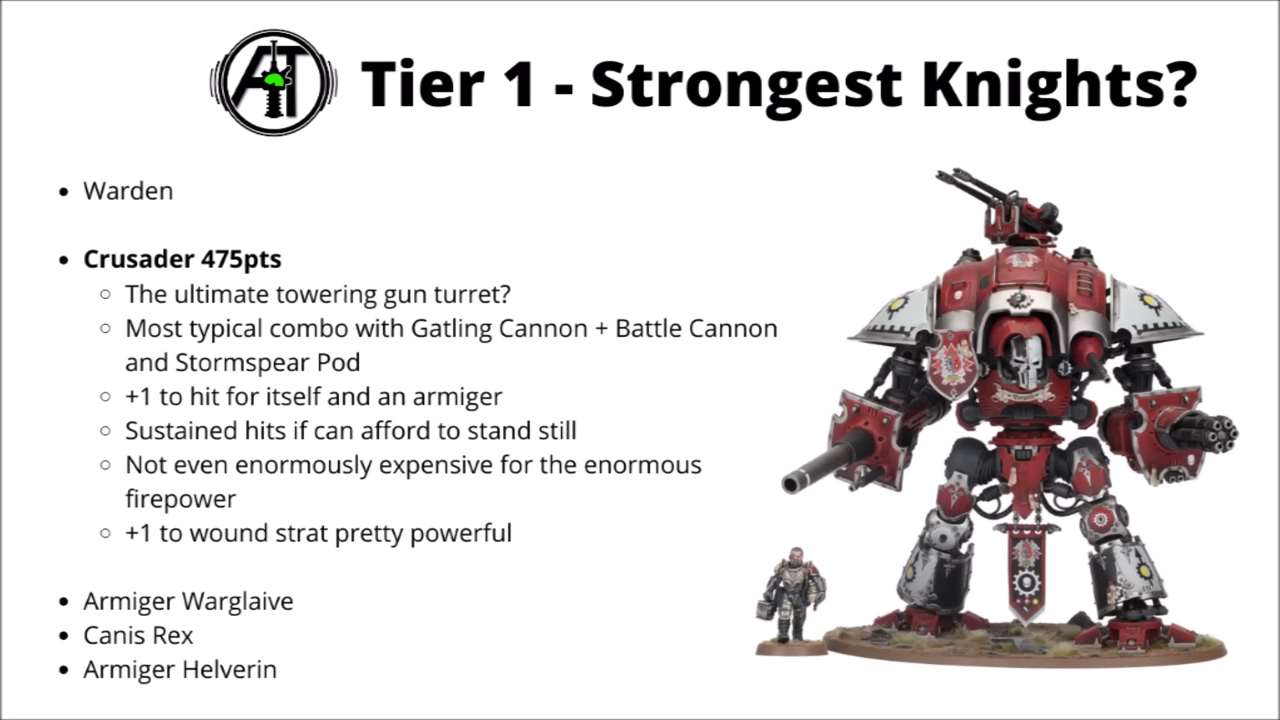 AT
Tier 1 - Strongest Knights?
• Warden
• Crusader 475pts
○ The ultimate towering gun turret?
○ Most typical combo with Gatling Cannon + Battle Cannon
and Stormspear Pod
○ +1 to hit for itself and an armiger
○ Sustained hits if can afford to stand still
○ Not even enormously expensive for the enormous
firepower
○ +1 to wound strat pretty powerful
• Armiger Warglaive
• Canis Rex
• Armiger Helverin